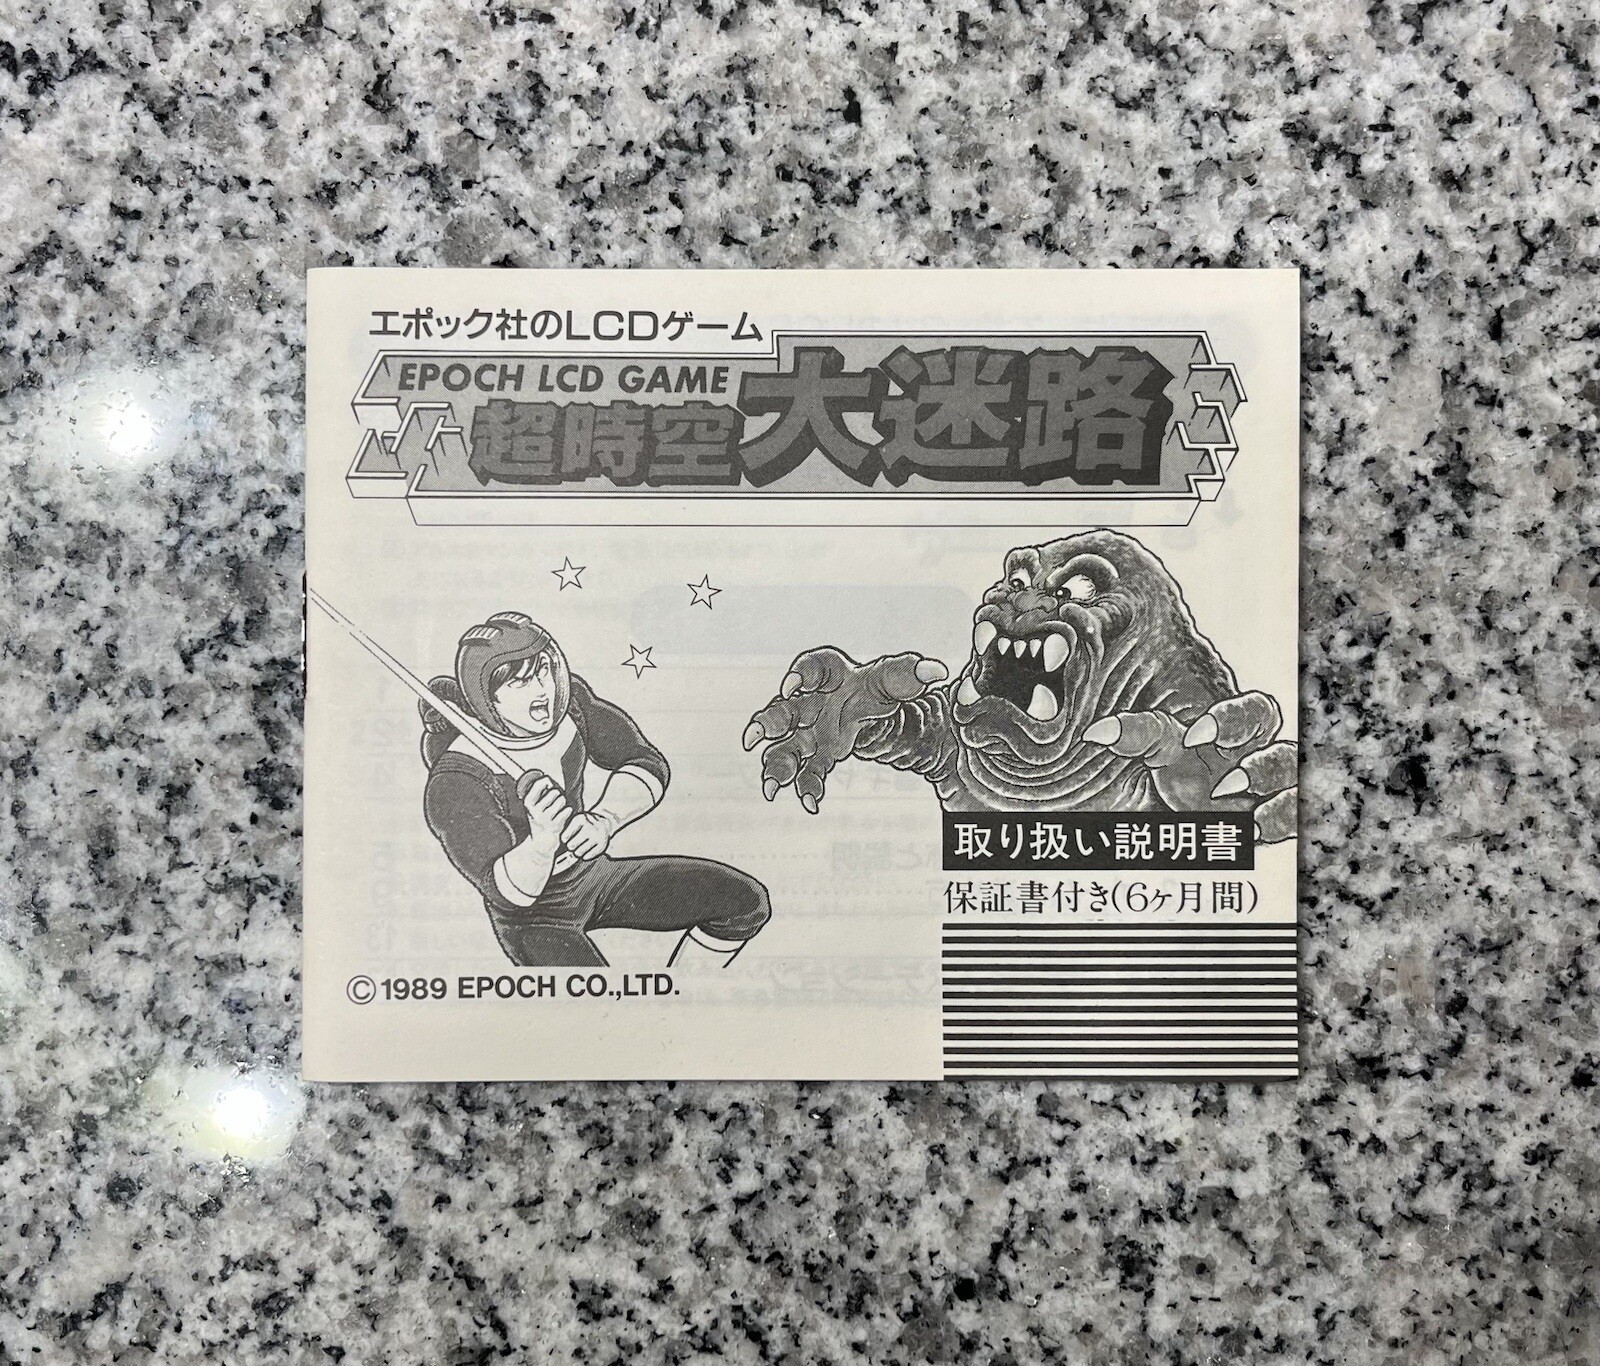 エポック社のLCDゲーム
EPOCH LCD GAME
超時空大迷路
取り扱い説明書
保証書付き(6ヶ月間)
©1989 EPOCH CO.,LTD.